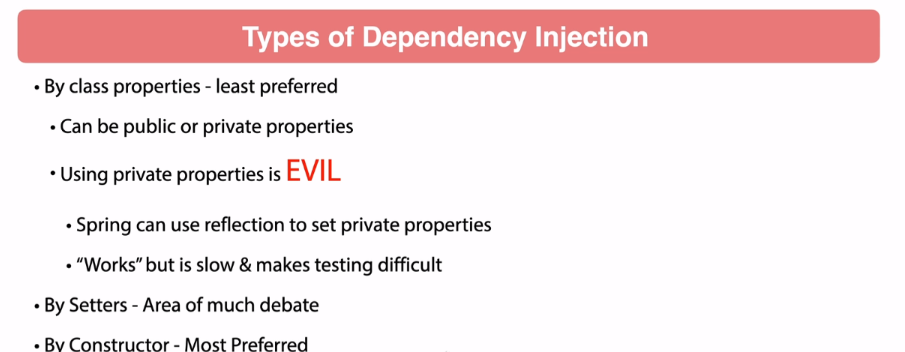 Types of Dependency Injection
• By class properties - least preferred
• Can be public or private properties
• Using private properties is EVIL
• Spring can use reflection to set private properties
• “Works” but is slow & makes testing difficult
• By Setters - Area of much debate
• By Constructor - Most Preferred